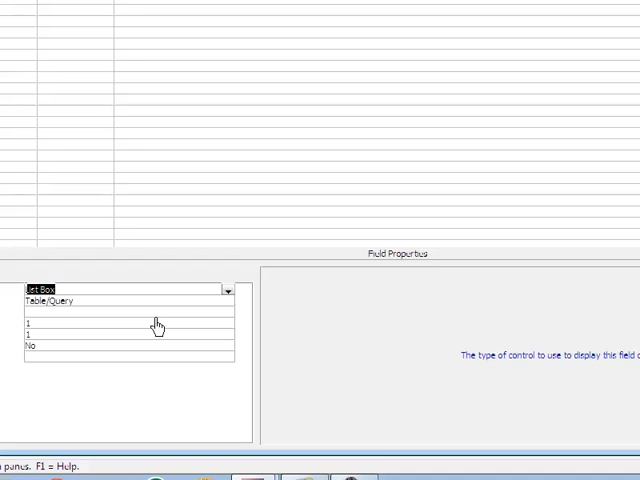 Field Properties
List Box
Table/Query
1
1
No
The type of control to use to display this field
panes. F1 = Help.